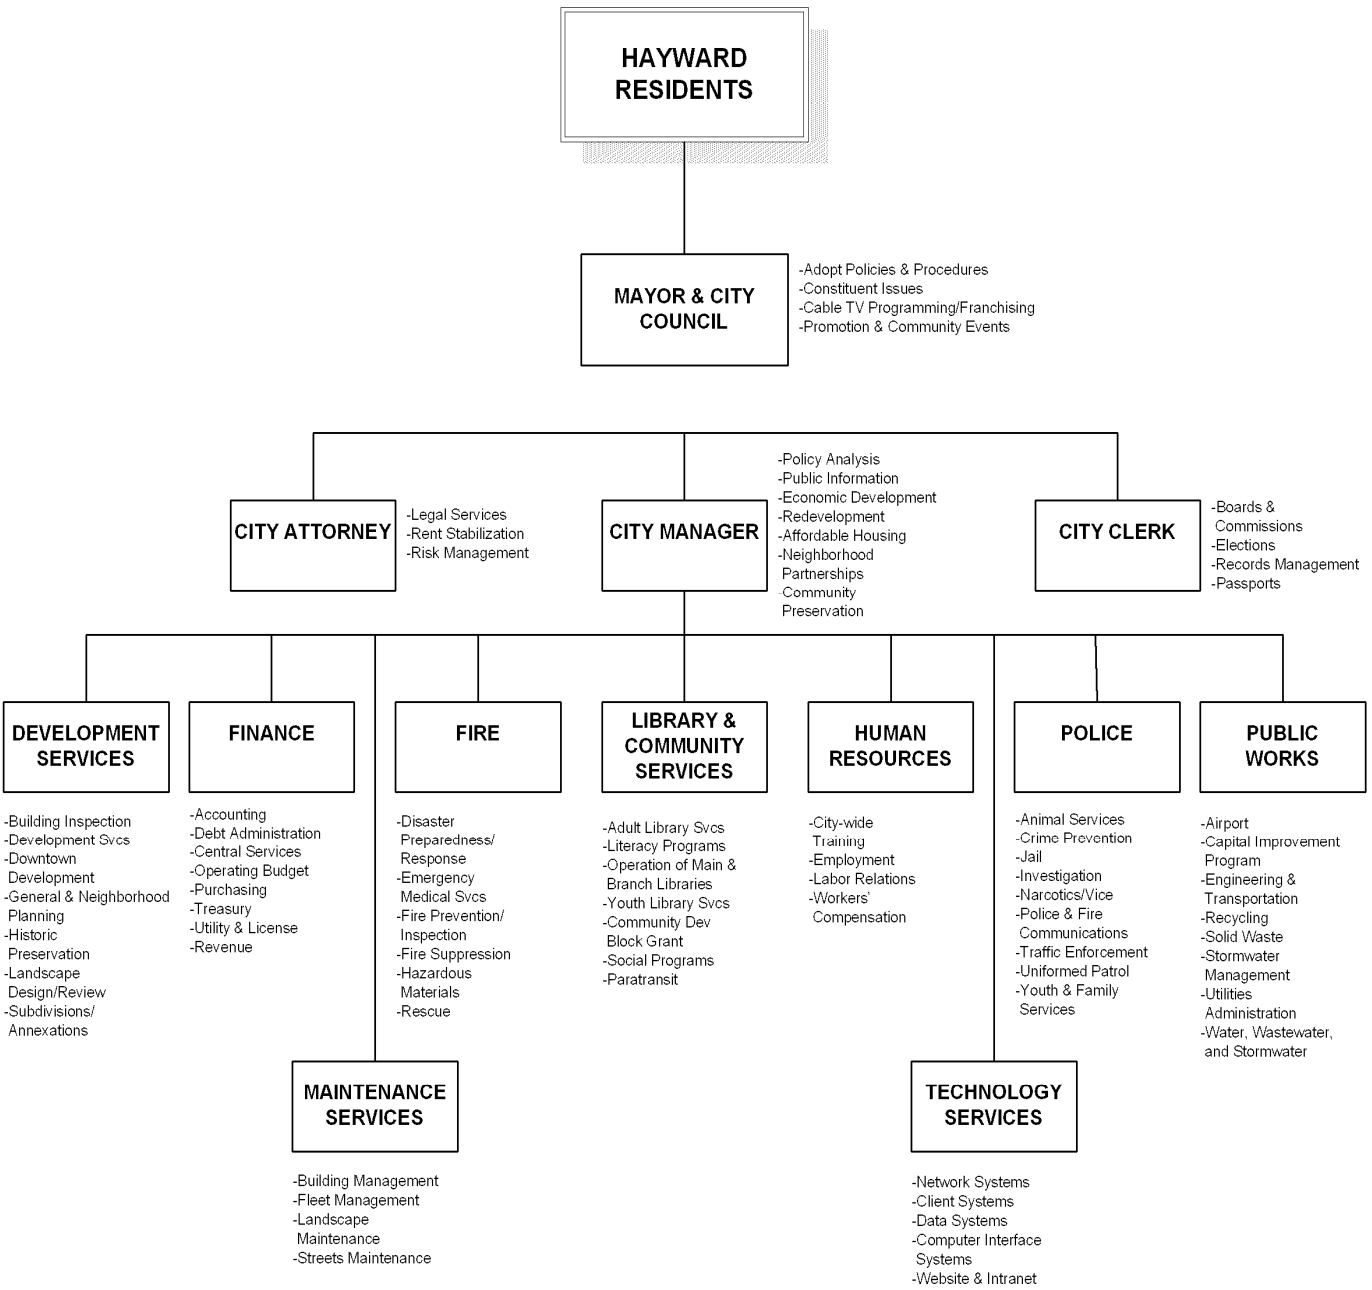 HAYWARD
RESIDENTS
MAYOR & CITY
COUNCIL
-Adopt Policies & Procedures
-Constituent Issues
-Cable TV Programming/Franchising
-Promotion & Community Events
CITY ATTORNEY
-Legal Services
-Rent Stabilization
-Risk Management
CITY MANAGER
-Policy Analysis
-Public Information
-Economic Development
-Redevelopment
-Affordable Housing
-Neighborhood
Partnerships
-Community
Preservation
CITY CLERK
-Boards &
Commissions
-Elections
-Records Management
-Passports
DEVELOPMENT
SERVICES
-Building Inspection
-Development Svcs
-Downtown
Development
-General & Neighborhood
Planning
-Historic
Preservation
-Landscape
Design/Review
-Subdivisions/
Annexations
FINANCE
-Accounting
-Debt Administration
-Central Services
-Operating Budget
-Purchasing
-Treasury
-Utility & License
-Revenue
FIRE
-Disaster
Preparedness/
Response
-Emergency
Medical Svcs
-Fire Prevention/
Inspection
-Fire Suppression
-Hazardous
Materials
-Rescue
LIBRARY &
COMMUNITY
SERVICES
-Adult Library Svcs
-Literacy Programs
-Operation of Main &
Branch Libraries
-Youth Library Svcs
-Community Dev
Block Grant
-Social Programs
-Paratransit
HUMAN
RESOURCES
-City-wide
Training
-Employment
-Labor Relations
-Workers'
Compensation
POLICE
-Animal Services
-Crime Prevention
-Jail
-Investigation
-Narcotics/Vice
-Police & Fire
Communications
-Traffic Enforcement
-Uniformed Patrol
-Youth & Family
Services
PUBLIC
WORKS
-Airport
-Capital Improvement
Program
-Engineering &
Transportation
-Recycling
-Solid Waste
-Stormwater
Management
-Utilities
Administration
-Water, Wastewater,
and Stormwater
MAINTENANCE
SERVICES
-Building Management
-Fleet Management
-Landscape
Maintenance
-Streets Maintenance
TECHNOLOGY
SERVICES
-Network Systems
-Client Systems
-Data Systems
-Computer Interface
Systems
-Website & Intranet